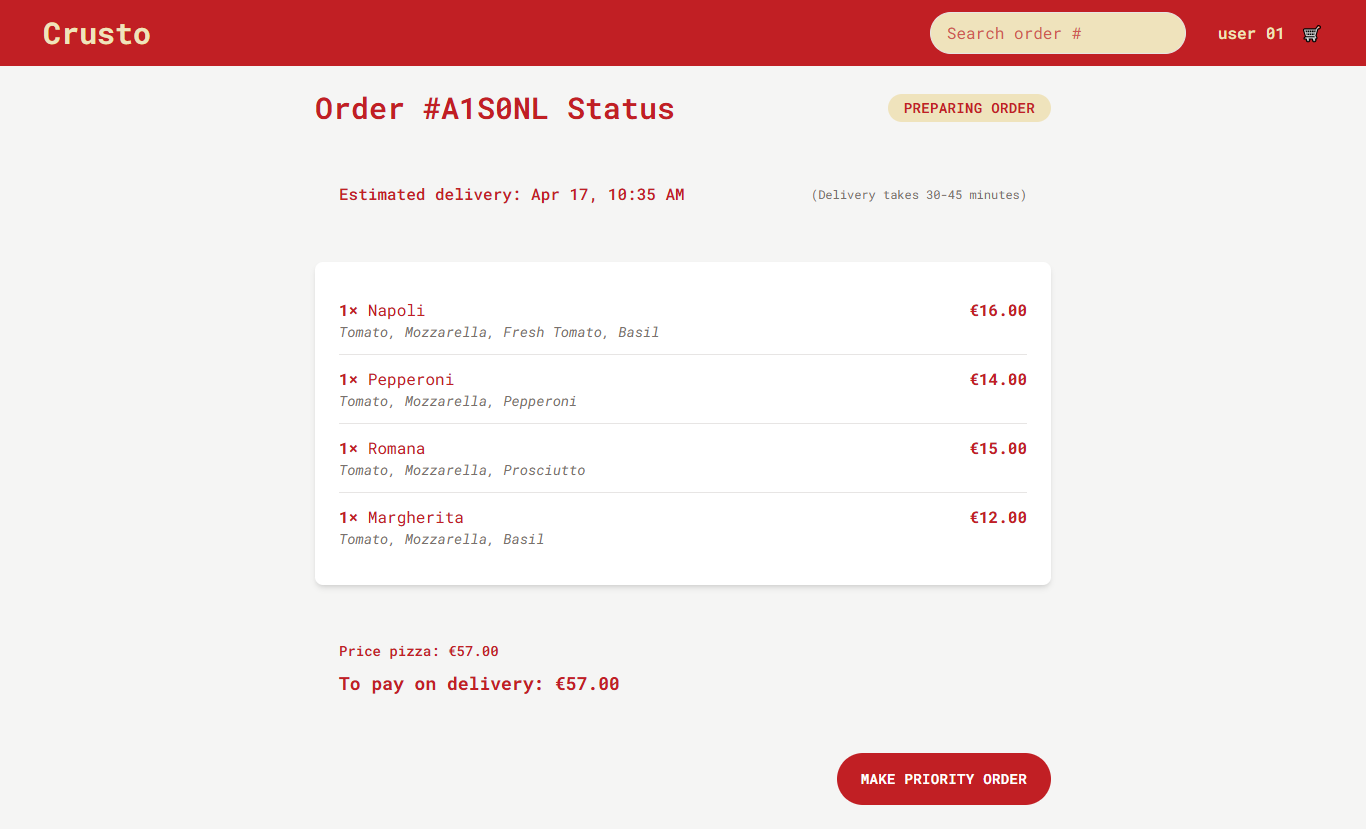 Crusto
Search order #
user 01
Order #A1S0NL Status
PREPARING ORDER
Estimated delivery: Apr 17, 10:35 AM
(Delivery takes 30-45 minutes)
1× Napoli
€16.00
Tomato, Mozzarella, Fresh Tomato, Basil
1× Pepperoni
€14.00
Tomato, Mozzarella, Pepperoni
1× Romana
€15.00
Tomato, Mozzarella, Prosciutto
1× Margherita
€12.00
Tomato, Mozzarella, Basil
Price pizza: €57.00
To pay on delivery: €57.00
MAKE PRIORITY ORDER